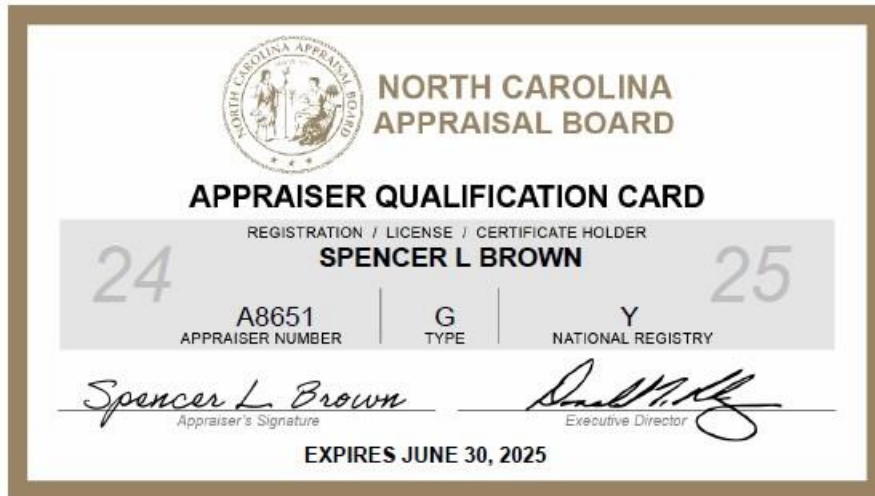 NORTH CAROLINA APPRAISAL BOARD
NORTH CAROLINA
APPRAISAL BOARD
APPRAISER QUALIFICATION CARD
REGISTRATION / LICENSE / CERTIFICATE HOLDER
SPENCER L BROWN
24 25
A8651 G Y
APPRAISER NUMBER TYPE NATIONAL REGISTRY
Spencer L. Brown
Appraiser's Signature Executive Director
EXPIRES JUNE 30, 2025